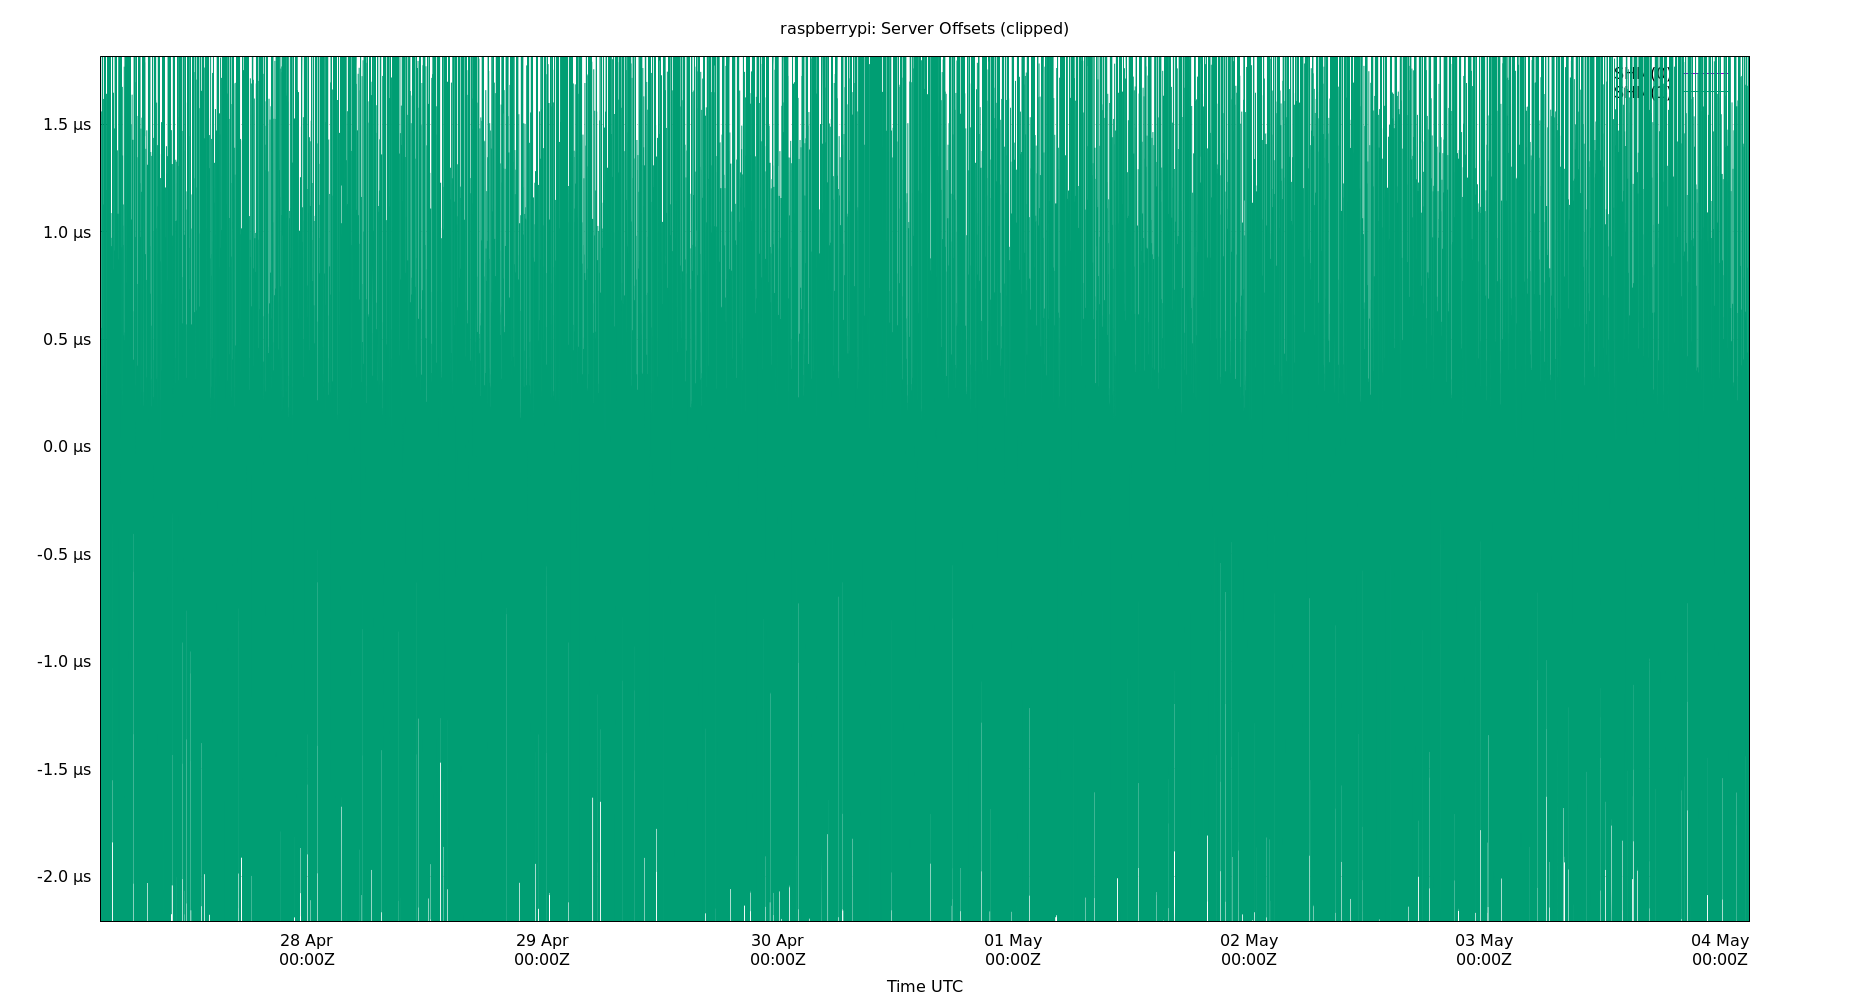 raspberrypi: Server Offsets (clipped)
SHM(0)
1.5 µs
1.0 µs
0.5 µs
0.0 µs
-0.5 µs
-1.0 µs
-1.5 µs
-2.0 µs
28 Apr 29 Apr 30 Apr 01 May 02 May 03 May 04 May
00:00Z 00:00Z 00:00Z 00:00Z 00:00Z 00:00Z 00:00Z
Time UTC